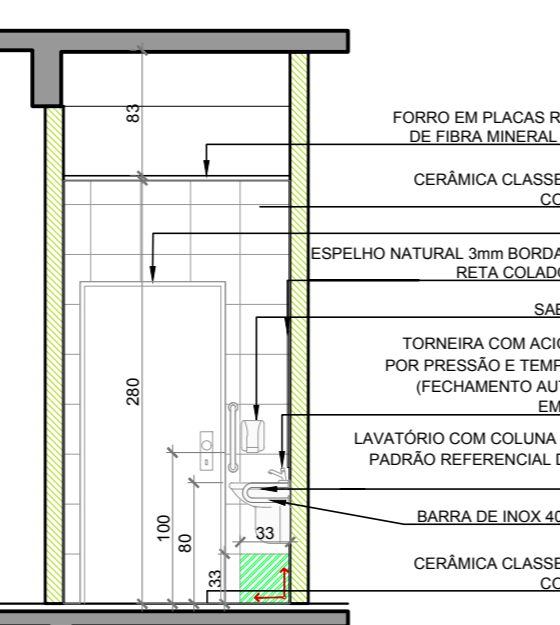 83
FORRO EM PLACAS R
DE FIBRA MINERAL
CERÂMICA CLASSE
CO
ESPELHO NATURAL 3mm BORDA
RETA COLADO
SAB
TORNEIRA COM ACIO
POR PRESSÃO E TEMP
(FECHAMENTO AUT
EM
280
LAVATÓRIO COM COLUNA
PADRÃO REFERENCIAL D
100
80
33
BARRA DE INOX 40
33
CERÂMICA CLASSE
CO